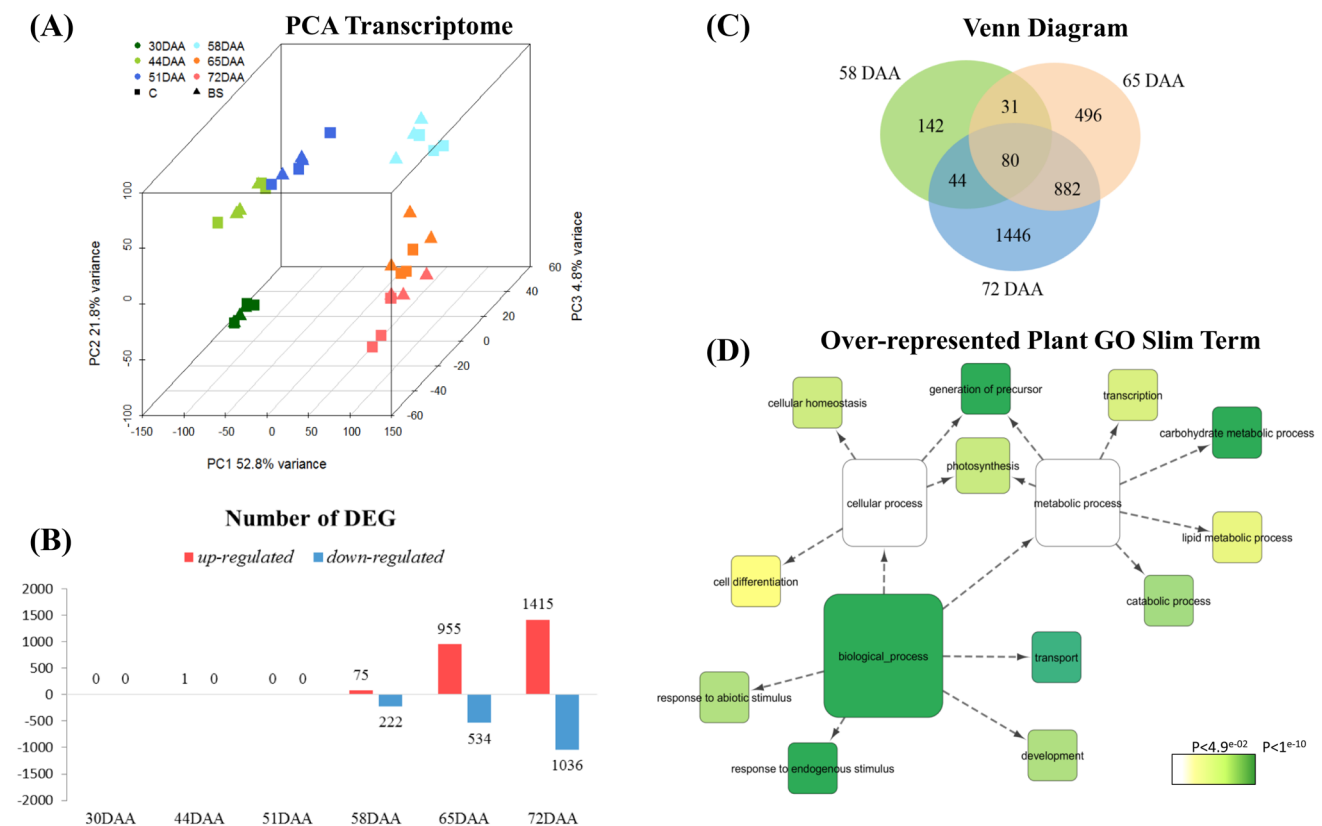 (A)
PCA Transcriptome
30DAA 58DAA
44DAA 65DAA
51DAA 72DAA
C BS
100
50
0
-50
-100
PC2 21.8% variance
-150 -100 -50 0 50 100 150
PC1 52.8% variance
60
40
20
0
-20
-40
-60
PC3 4.8% variace
(B)
Number of DEG
up-regulated down-regulated
2000
1500
1000
500
0
-500
-1000
-1500
-2000
0 0 1 0 0 0 75 222 955 534 1415 1036
30DAA 44DAA 51DAA 58DAA 65DAA 72DAA
(C)
Venn Diagram
58 DAA
65 DAA
142 31 496
80
44 882
1446
72 DAA
(D)
Over-represented Plant GO Slim Term
cellular homeostasis
generation of precursor
transcription
carbohydrate metabolic process
photosynthesis
cellular process
metabolic process
lipid metabolic process
cell differentiation
catabolic process
biological_process
transport
response to abiotic stimulus
development
response to endogenous stimulus
P<4.9e-02 P<1e-10